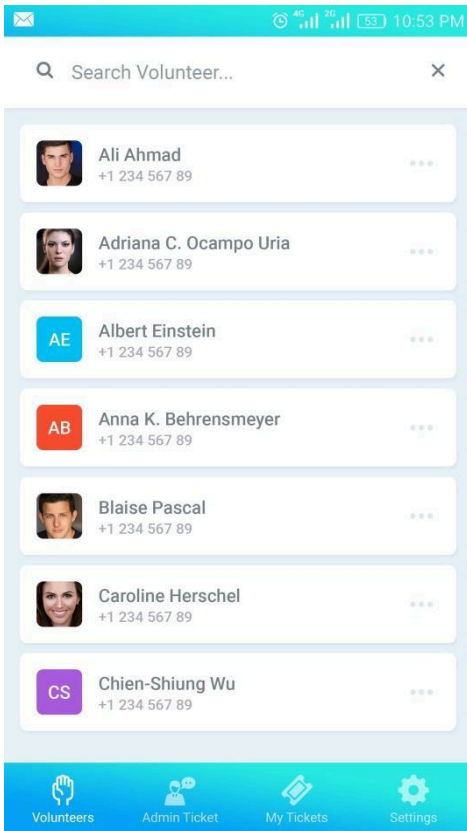 4G 2G 53 10:53 PM
Search Volunteer...
Ali Ahmad
+1 234 567 89
Adriana C. Ocampo Uria
+1 234 567 89
AE
Albert Einstein
+1 234 567 89
AB
Anna K. Behrensmeyer
+1 234 567 89
Blaise Pascal
+1 234 567 89
Caroline Herschel
+1 234 567 89
CS
Chien-Shiung Wu
+1 234 567 89
Volunteers Admin Ticket My Tickets Settings